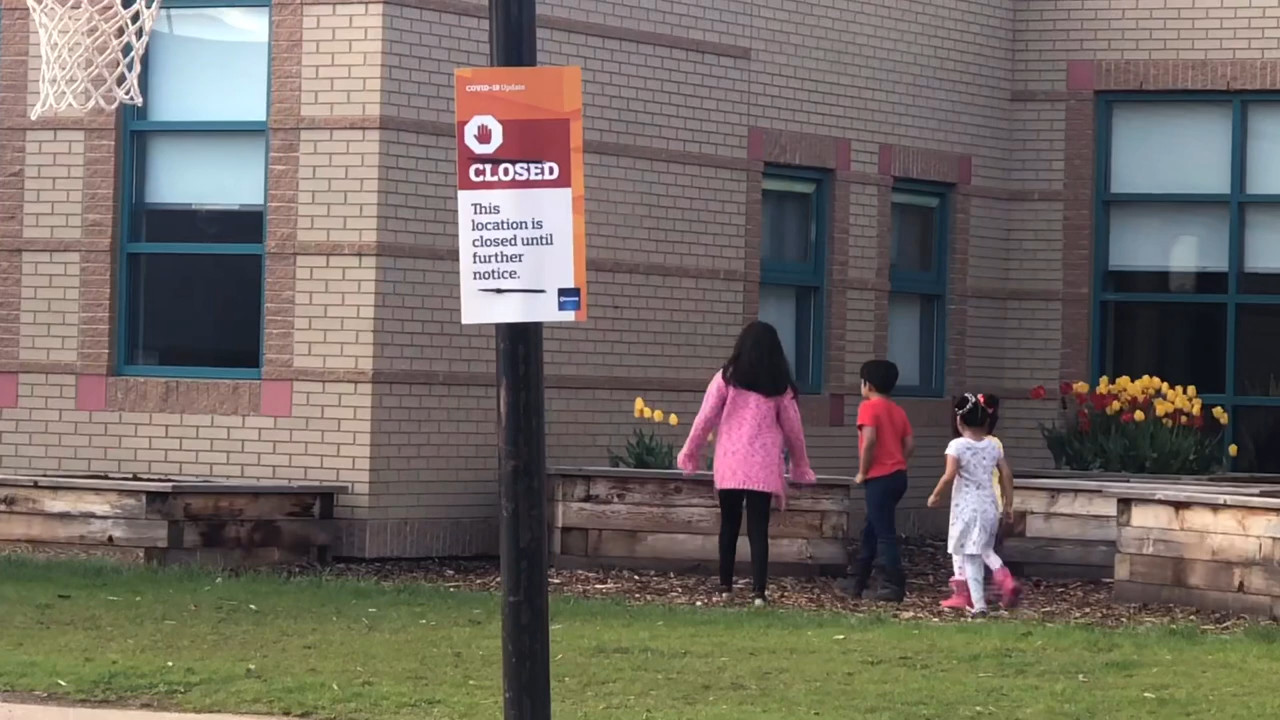 COVID-19 Update
CLOSED
This
location is
closed until
further
notice.